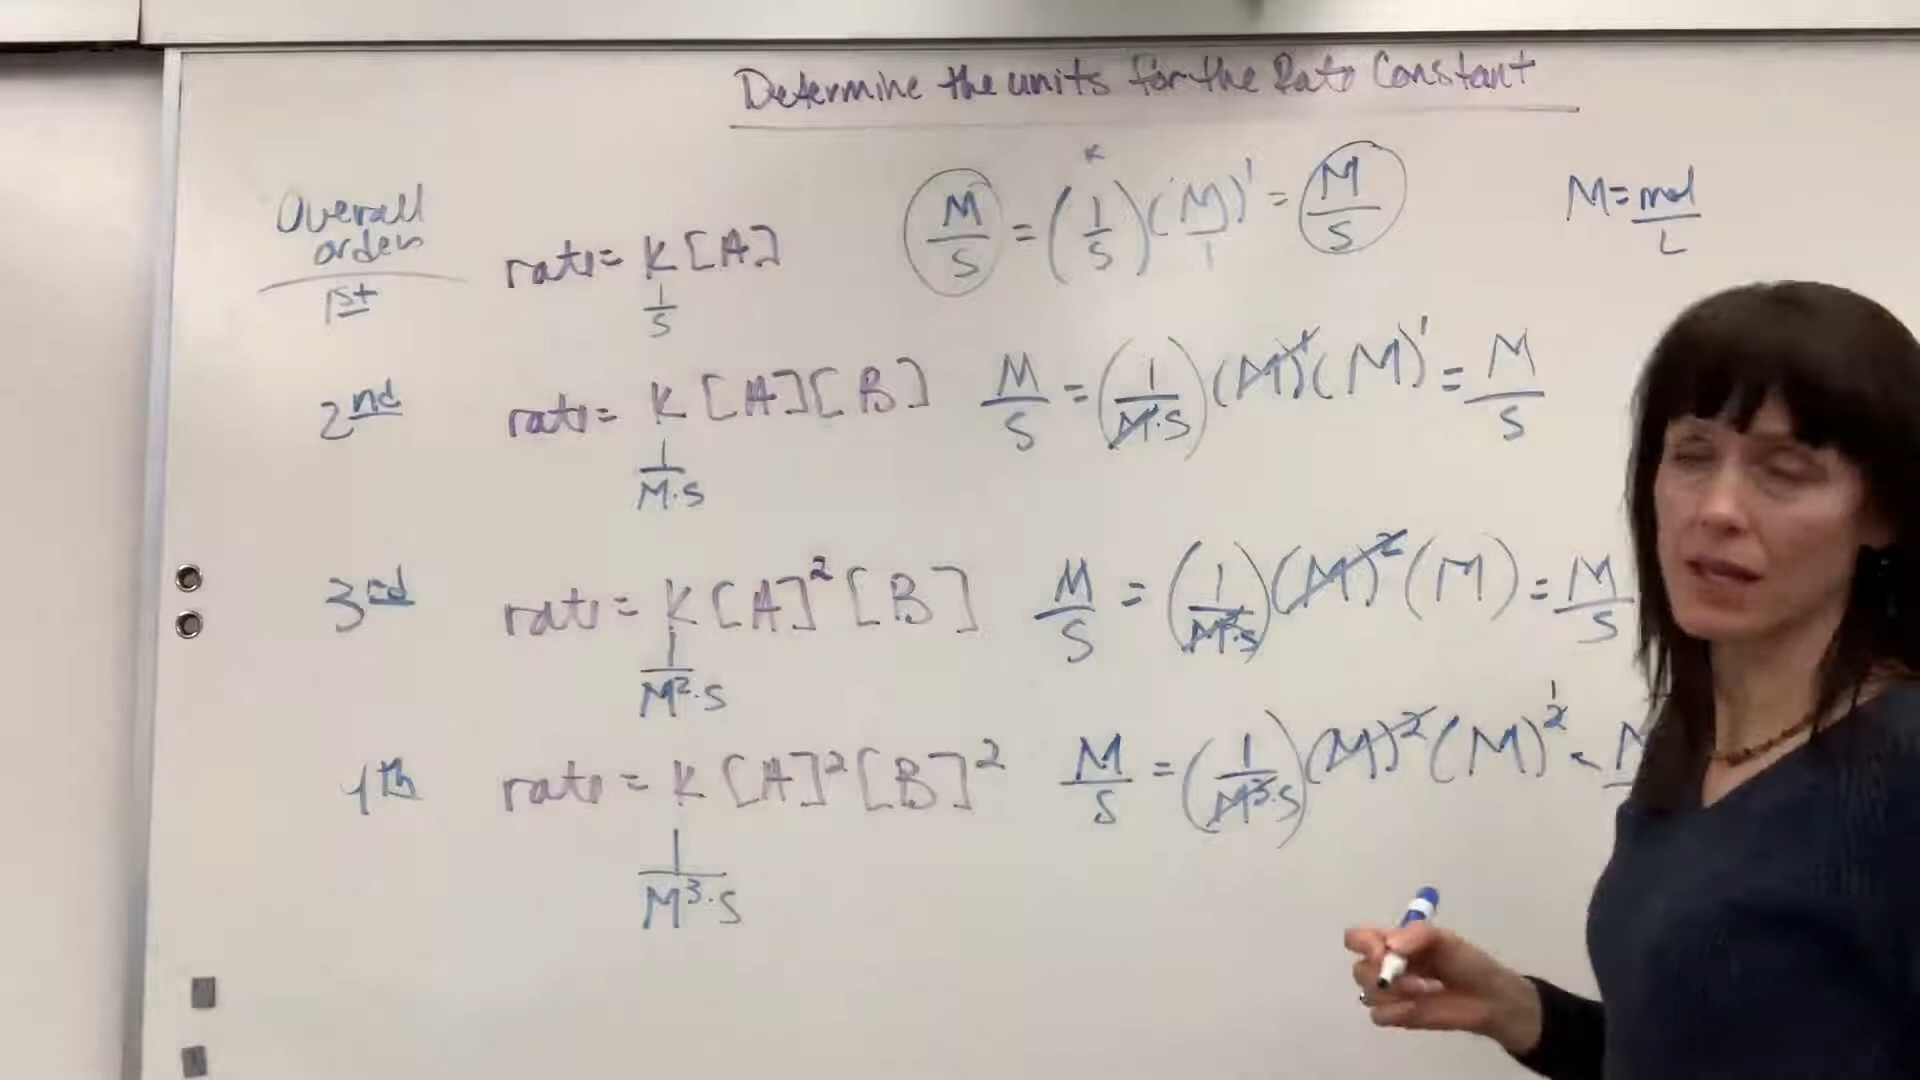 Determine the units for the Rate Constant
Overall
order
1st
rate = k[A]
1/s
k
M/s = (1/s)(M/1)¹ = M/s
M = mol/L
2nd
rate = k[A][B]
1/M·s
M/s = (1/M¹·s)(M)¹(M)¹ = M/s
3rd
rate = k[A]²[B]
1/M²·s
M/s = (1/M²·s)(M)²(M) = M/s
4th
rate = k[A]²[B]²
1/M³·s
M/s = (1/M³·s)(M)²(M)² 1 =